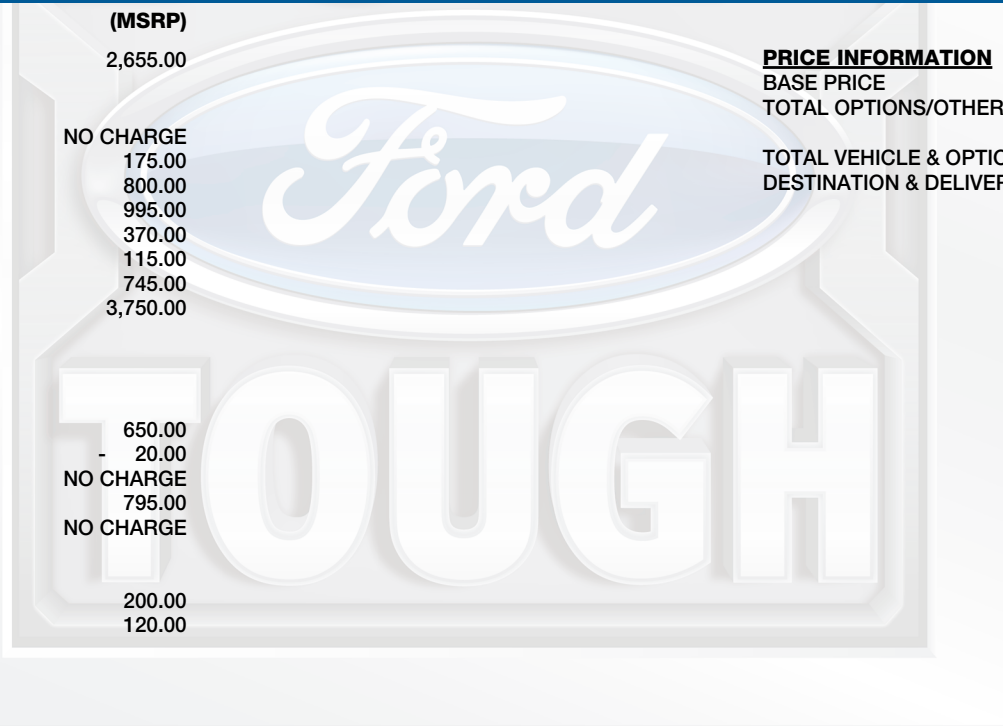 (MSRP)
2,655.00
NO CHARGE
175.00
800.00
995.00
370.00
115.00
745.00
3,750.00
650.00
- 20.00
NO CHARGE
795.00
NO CHARGE
200.00
120.00
PRICE INFORMATION
BASE PRICE
TOTAL OPTIONS/OTHER
TOTAL VEHICLE & OPTIO
DESTINATION & DELIVER
Ford
TOUGH